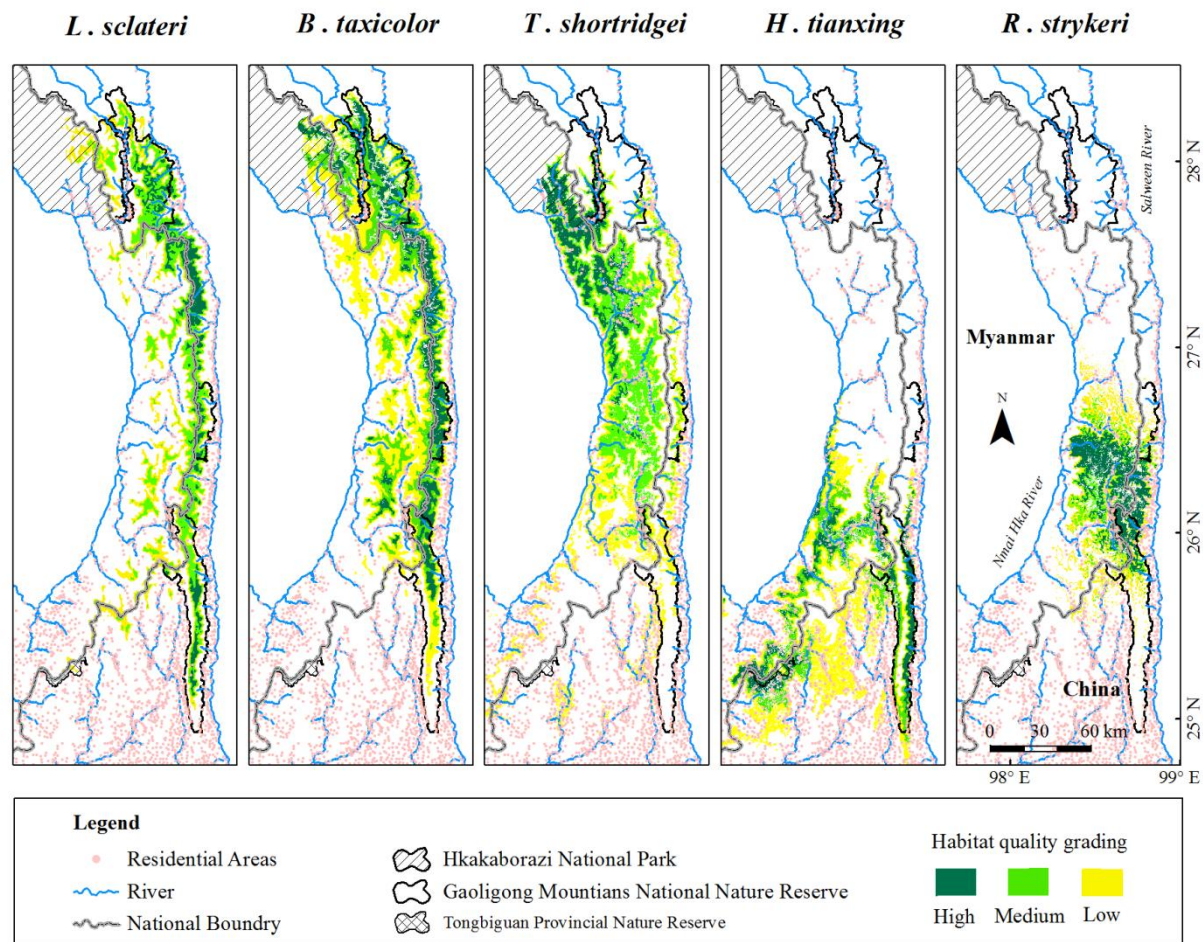 L . sclateri
B . taxicolor
T . shortridgei
H . tianxing
R . strykeri
Salween River
28° N
Myanmar
27° N
N
Nmai Hka River
26° N
China
25° N
0 30 60 km
98° E
99° E
Legend
Residential Areas
River
National Boundry
Hkakaborazi National Park
Gaoligong Mountians National Nature Reserve
Tongbiguan Provincial Nature Reserve
Habitat quality grading
High Medium Low